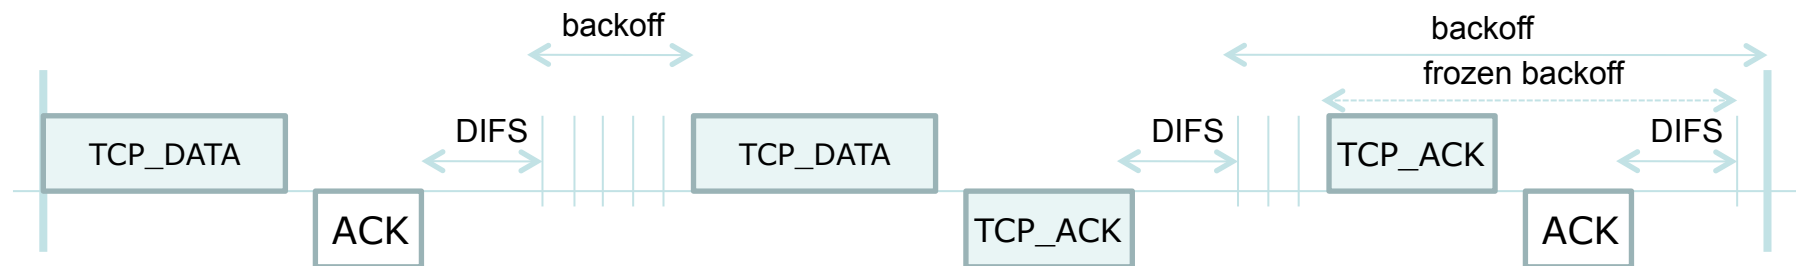 backoff
backoff
frozen backoff
DIFS
DIFS
DIFS
TCP_DATA
TCP_DATA
TCP_ACK
ACK
TCP_ACK
ACK